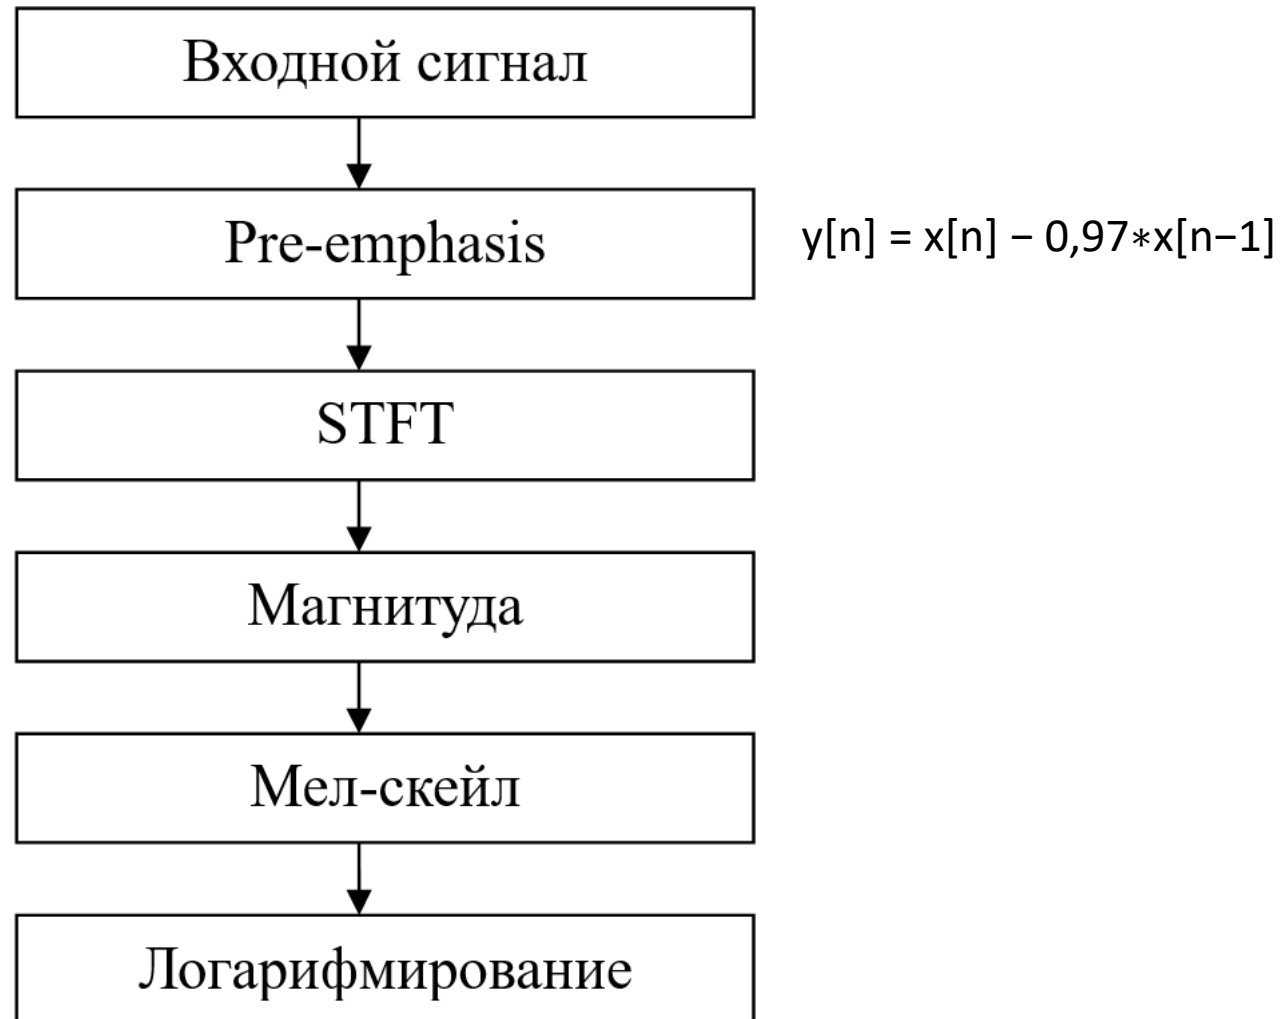 Входной сигнал
Pre-emphasis
y[n] = x[n] − 0,97∗x[n−1]
STFT
Магнитуда
Мел-скейл
Логарифмирование